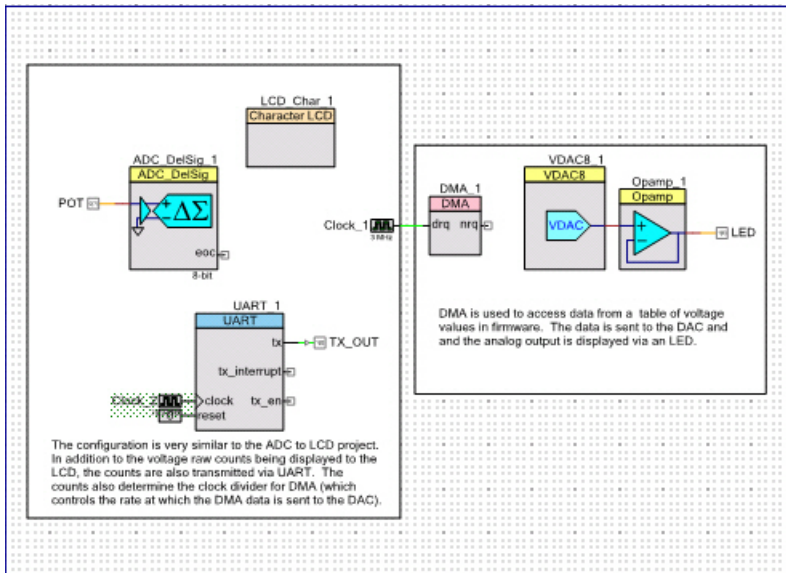 LCD_Char_1
Character LCD
ADC_DelSig_1
ADC_DelSig
POT
ΔΣ
eoc
8-bit
UART_1
UART
tx
TX_OUT
tx_interrupt
clock
tx_en
reset
The configuration is very similar to the ADC to LCD project.
In addition to the voltage raw counts being displayed to the
LCD, the counts are also transmitted via UART. The
counts also determine the clock divider for DMA (which
controls the rate at which the DMA data is sent to the DAC).
Clock_1
3 MHz
DMA_1
DMA
drq nrq
VDAC8_1
VDAC8
VDAC
Opamp_1
Opamp
LED
DMA is used to access data from a table of voltage
values in firmware. The data is sent to the DAC and
and the analog output is displayed via an LED.